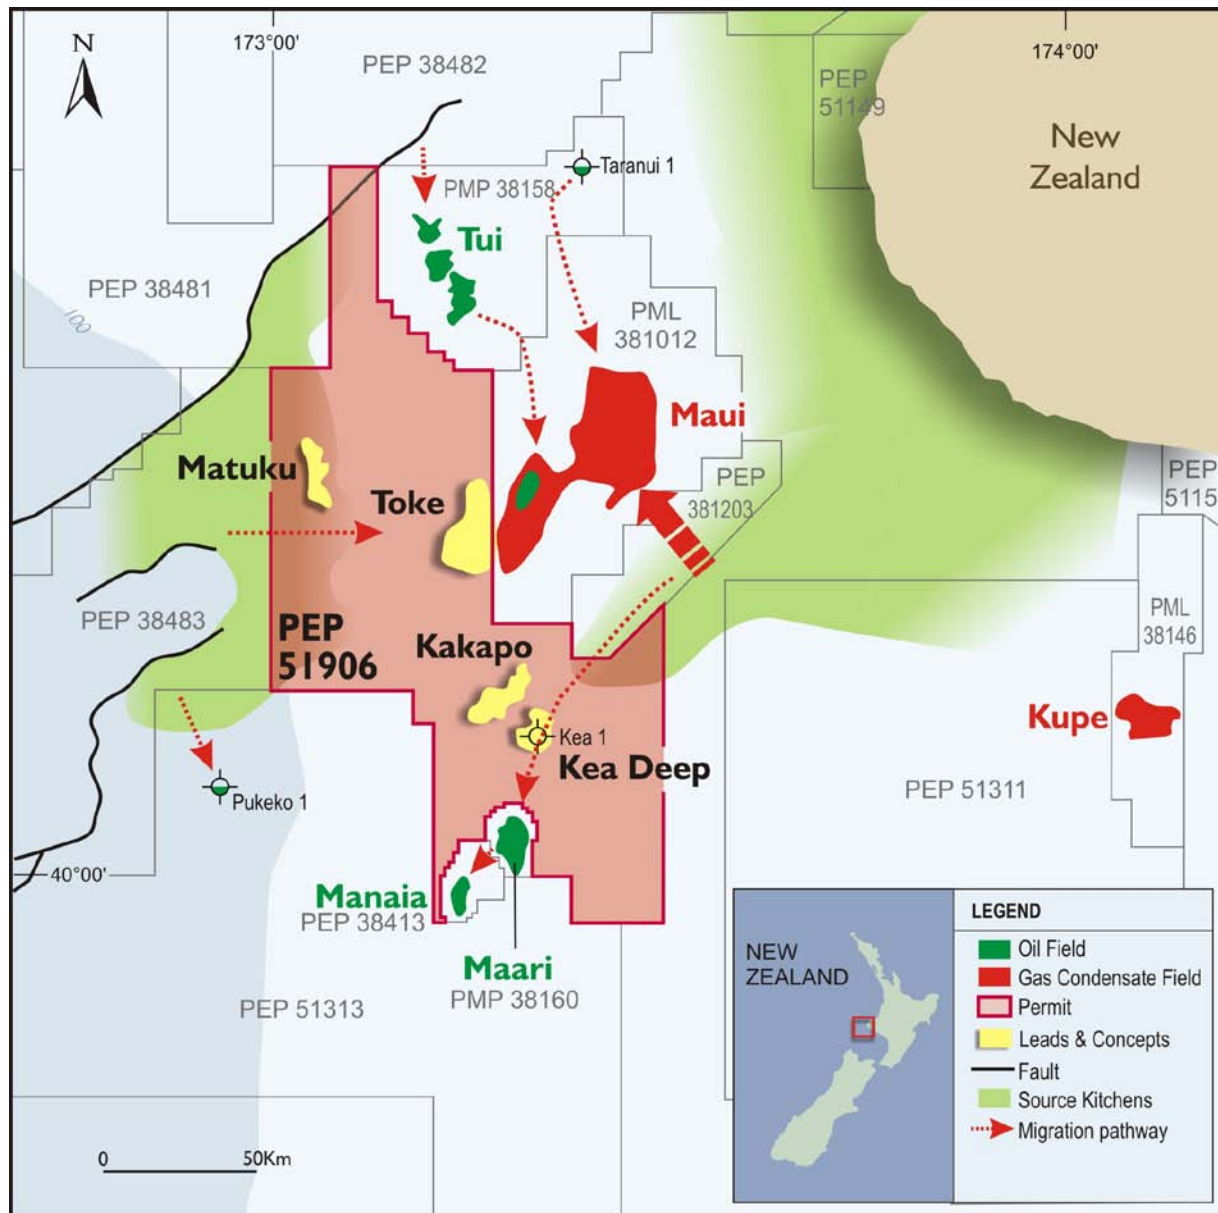 N
173°00'
174°00'
PEP 38482
PEP
51149
New
Zealand
Taranui 1
PMP 38158
Tui
PEP 38481
100
PML
381012
Maui
Matuku
Toke
PEP
381203
PEP
5115
PEP 38483
PEP
51906
PML
38146
Kakapo
Kupe
Kea 1
Kea Deep
PEP 51311
Pukeko 1
40°00'
Manaia
PEP 38413
Maari
PMP 38160
PEP 51313
0
50Km
NEW
ZEALAND
LEGEND
Oil Field
Gas Condensate Field
Permit
Leads & Concepts
Fault
Source Kitchens
Migration pathway